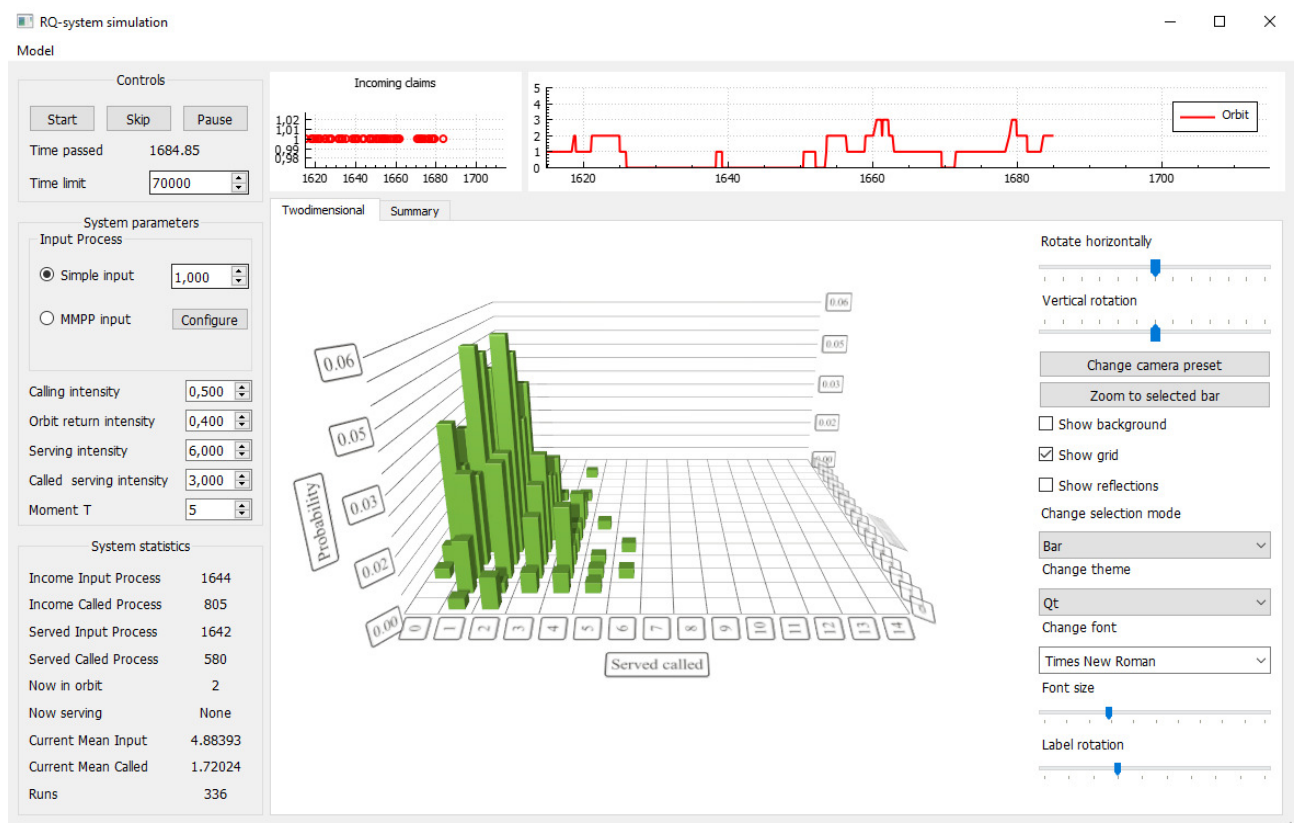 RQ-system simulation
Model
Controls
Start Skip Pause
Time passed 1684.85
Time limit 70000
System parameters
Input Process
Simple input 1,000
MMPP input Configure
Calling intensity 0,500
Orbit return intensity 0,400
Serving intensity 6,000
Called serving intensity 3,000
Moment T 5
System statistics
Income Input Process 1644
Income Called Process 805
Served Input Process 1642
Served Called Process 580
Now in orbit 2
Now serving None
Current Mean Input 4.88393
Current Mean Called 1.72024
Runs 336
Incoming claims
1,02
1,01
1
0,99
0,98
1620 1640 1660 1680 1700
5
4
3
2
1
0
1620 1640 1660 1680 1700
Orbit
Twodimensional Summary
0.06
0.05
0.03
0.02
0.00
Probability
0.06
0.05
0.03
0.02
0.00
0 1 2 3 4 5 6 7 8 9 10 11 12 13 14
Served called
Rotate horizontally
Vertical rotation
Change camera preset
Zoom to selected bar
Show background
Show grid
Show reflections
Change selection mode
Bar
Change theme
Qt
Change font
Times New Roman
Font size
Label rotation